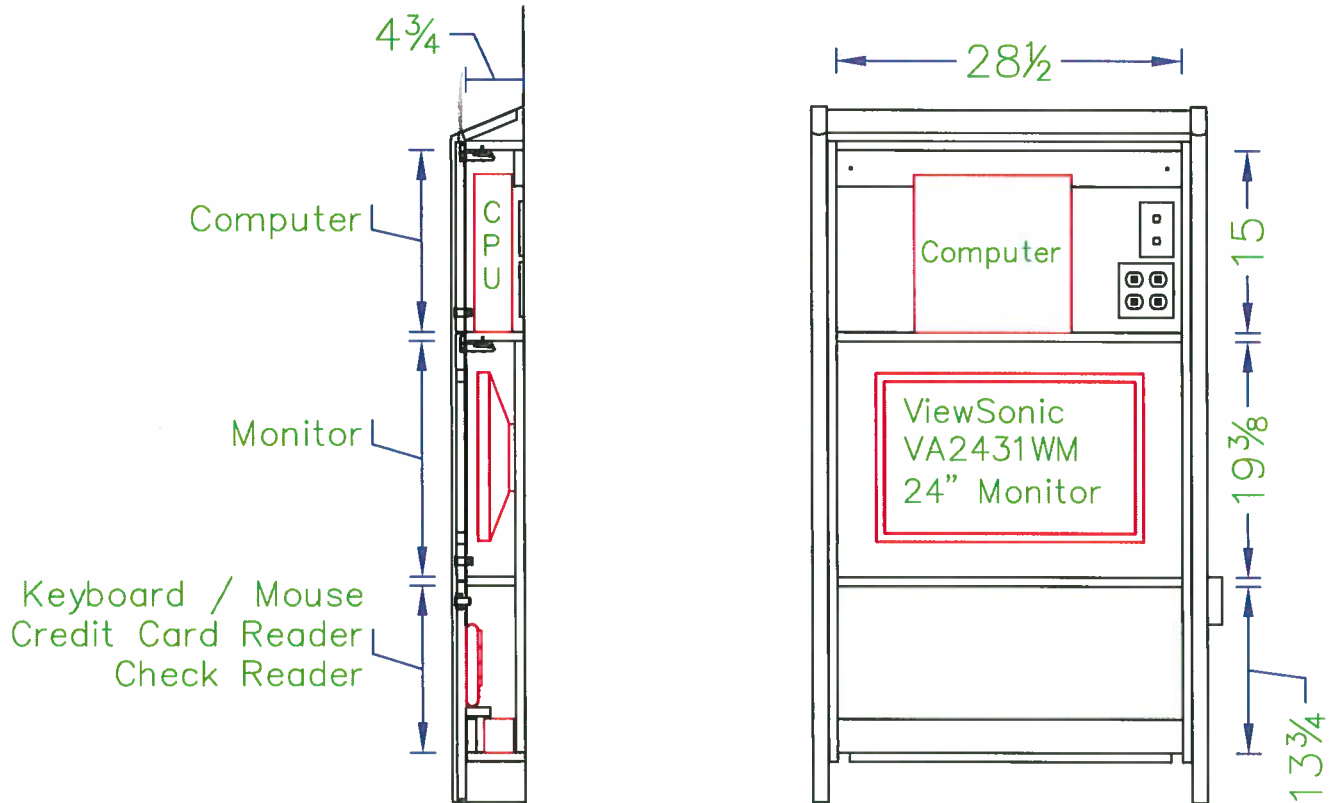 4¾
Computer
C
P
U
Monitor
Keyboard / Mouse
Credit Card Reader
Check Reader
28½
Computer
15
ViewSonic
VA2431WM
24” Monitor
19⅜
13¾